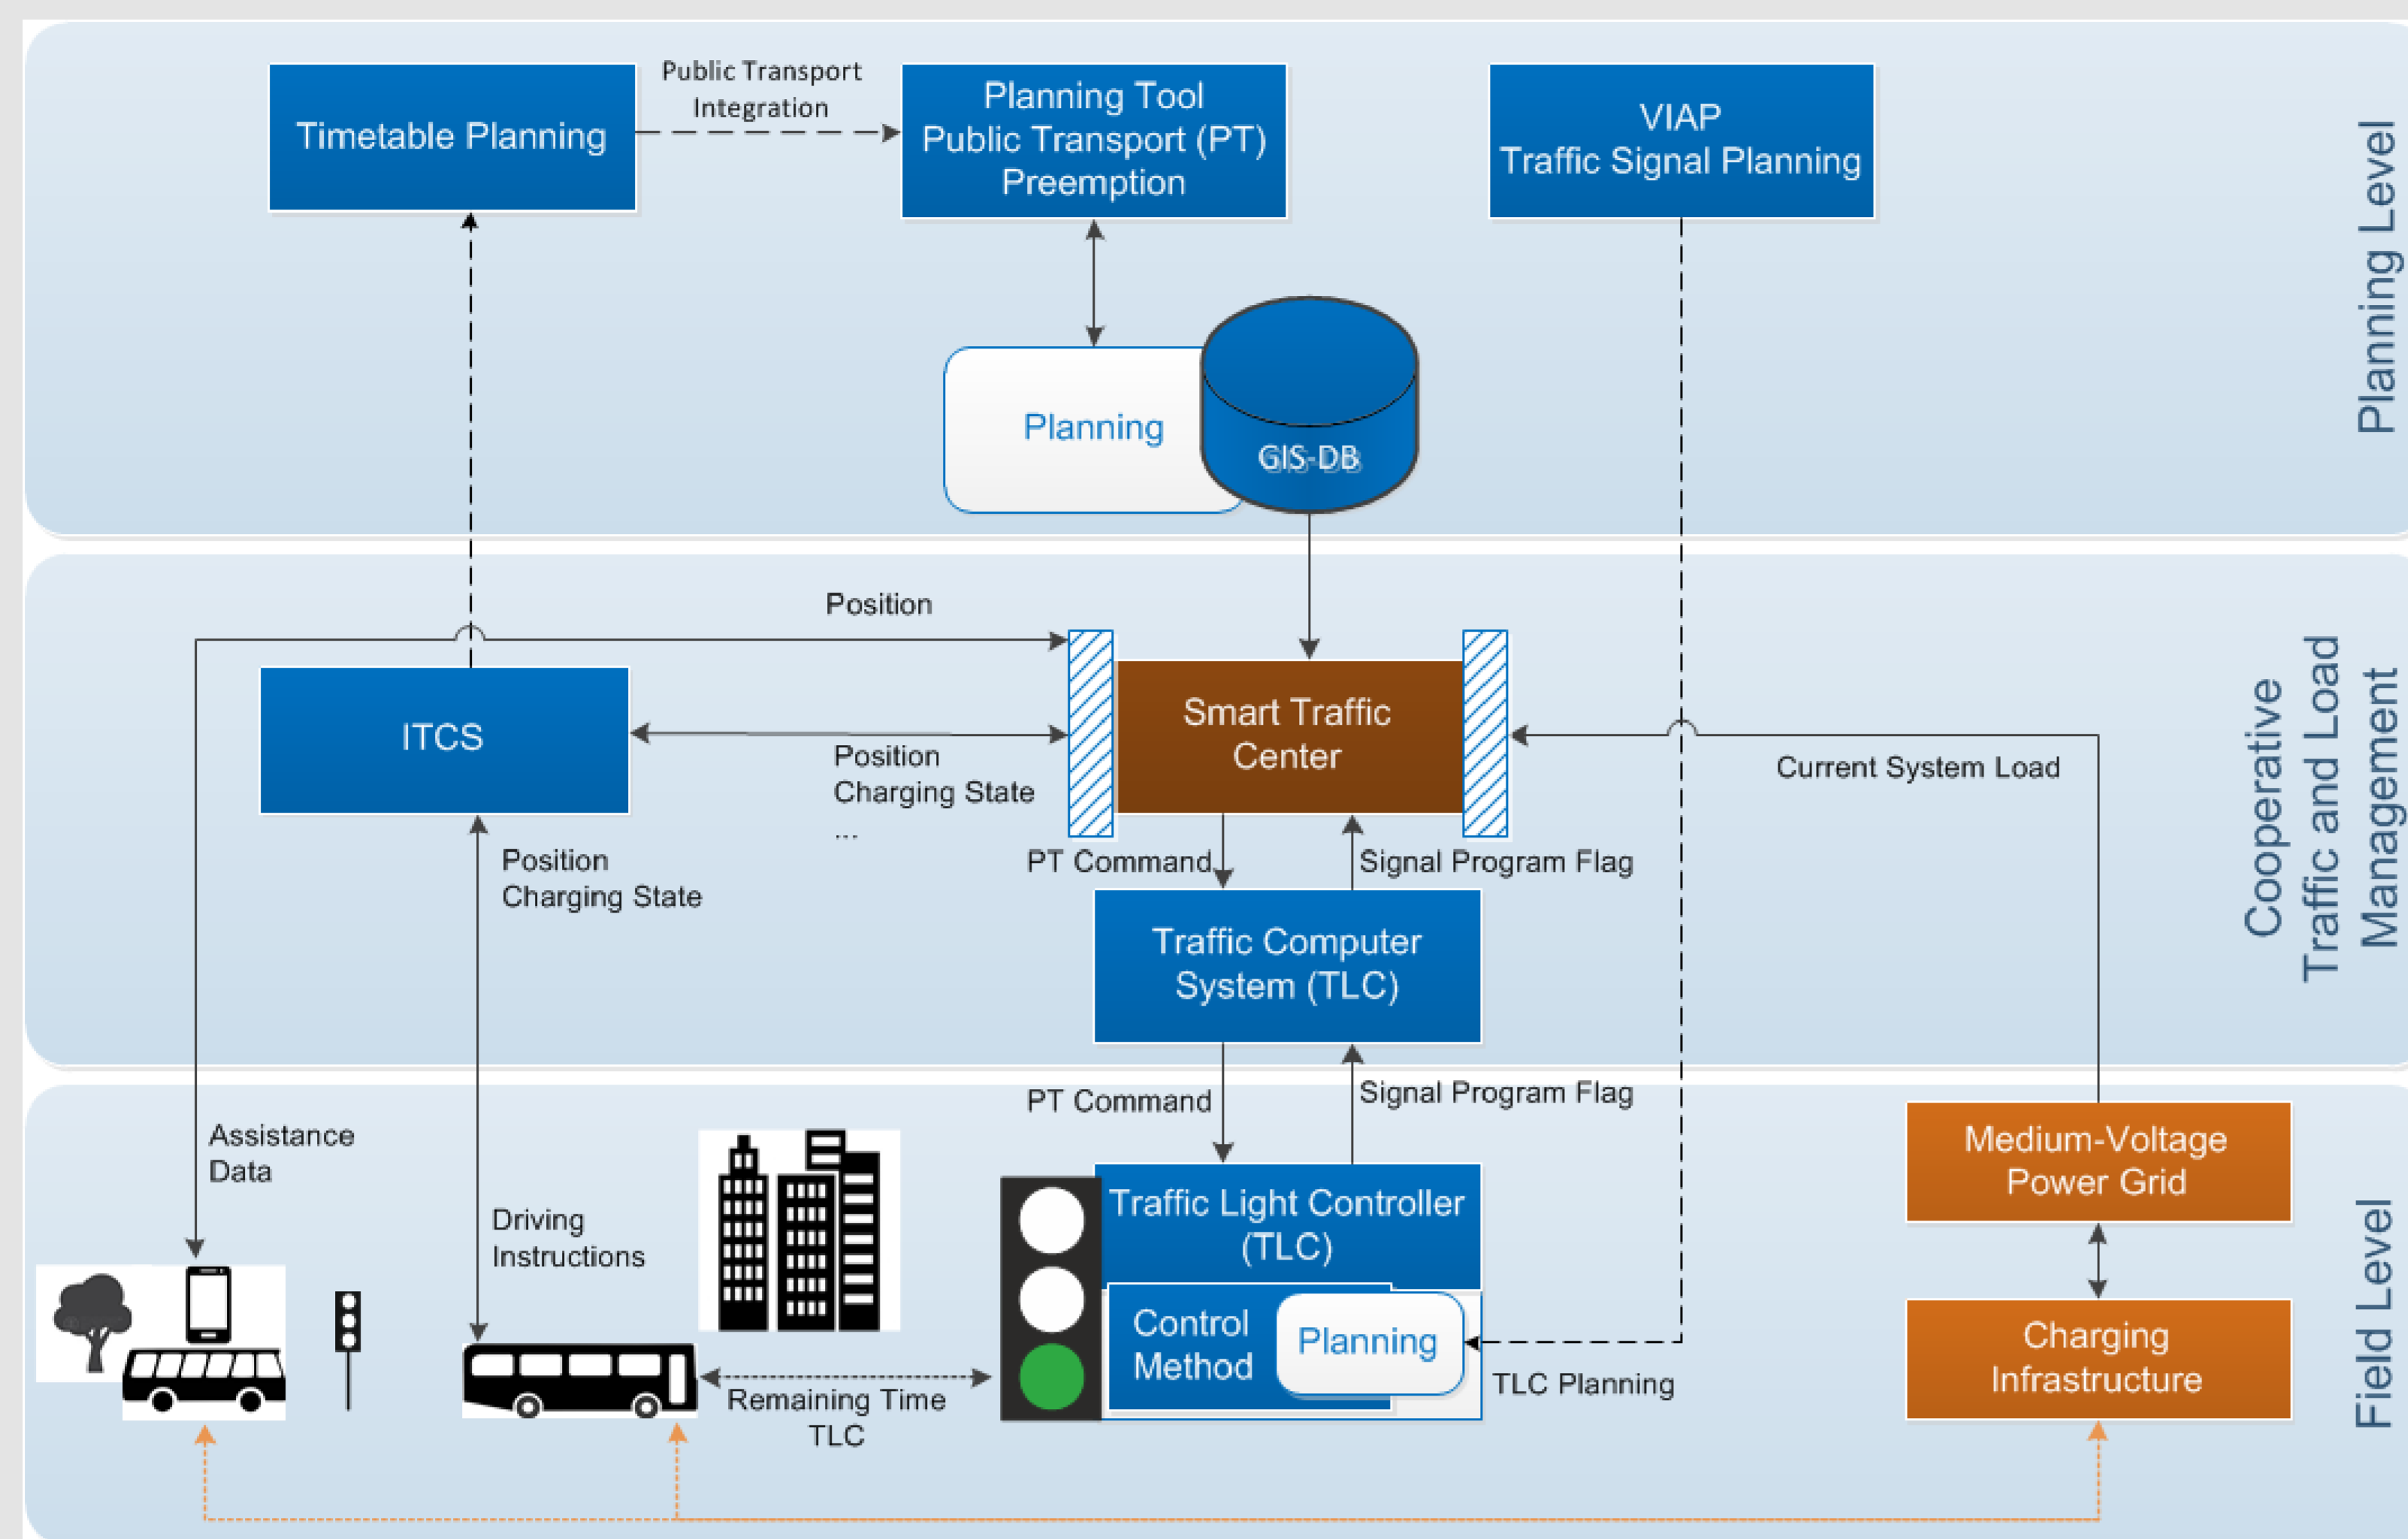 Timetable Planning
Public Transport
Integration
Planning Tool
Public Transport (PT)
Preemption
VIAP
Traffic Signal Planning
Planning Level
Planning
GIS-DB
Position
ITCS
Position
Charging State
...
Smart Traffic
Center
Current System Load
Cooperative
Traffic and Load
Management
Position
Charging State
PT Command
Signal Program Flag
Traffic Computer
System (TLC)
PT Command
Signal Program Flag
Assistance
Data
Driving
Instructions
Traffic Light Controller
(TLC)
Control
Method
Planning
TLC Planning
Remaining Time
TLC
Medium-Voltage
Power Grid
Charging
Infrastructure
Field Level